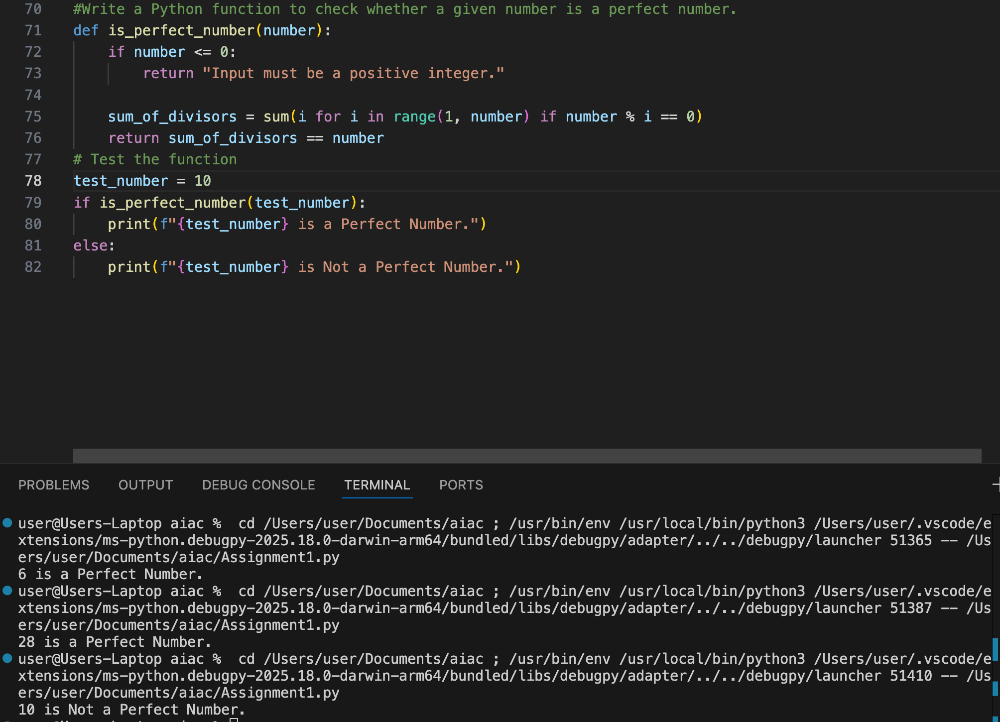 70 #Write a Python function to check whether a given number is a perfect number.
71 def is_perfect_number(number):
72     if number <= 0:
73         return "Input must be a positive integer."
74
75     sum_of_divisors = sum(i for i in range(1, number) if number % i == 0)
76     return sum_of_divisors == number
77 # Test the function
78 test_number = 10
79 if is_perfect_number(test_number):
80     print(f"{test_number} is a Perfect Number.")
81 else:
82     print(f"{test_number} is Not a Perfect Number.")
PROBLEMS OUTPUT DEBUG CONSOLE TERMINAL PORTS
user@Users-Laptop aiac %  cd /Users/user/Documents/aiac ; /usr/bin/env /usr/local/bin/python3 /Users/user/.vscode/e
xtensions/ms-python.debugpy-2025.18.0-darwin-arm64/bundled/libs/debugpy/adapter/../../debugpy/launcher 51365 -- /Us
ers/user/Documents/aiac/Assignment1.py
6 is a Perfect Number.
user@Users-Laptop aiac %  cd /Users/user/Documents/aiac ; /usr/bin/env /usr/local/bin/python3 /Users/user/.vscode/e
xtensions/ms-python.debugpy-2025.18.0-darwin-arm64/bundled/libs/debugpy/adapter/../../debugpy/launcher 51387 -- /Us
ers/user/Documents/aiac/Assignment1.py
28 is a Perfect Number.
user@Users-Laptop aiac %  cd /Users/user/Documents/aiac ; /usr/bin/env /usr/local/bin/python3 /Users/user/.vscode/e
xtensions/ms-python.debugpy-2025.18.0-darwin-arm64/bundled/libs/debugpy/adapter/../../debugpy/launcher 51410 -- /Us
ers/user/Documents/aiac/Assignment1.py
10 is Not a Perfect Number.